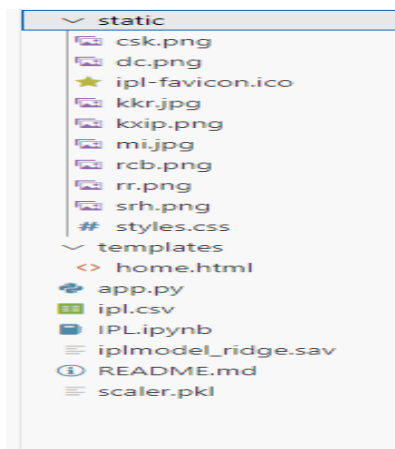 static
csk.png
dc.png
ipl-favicon.ico
kkr.jpg
kxip.png
mi.jpg
rcb.png
rr.png
srh.png
# styles.css
templates
<> home.html
app.py
ipl.csv
IPL.ipynb
iplmodel_ridge.sav
README.md
scaler.pkl